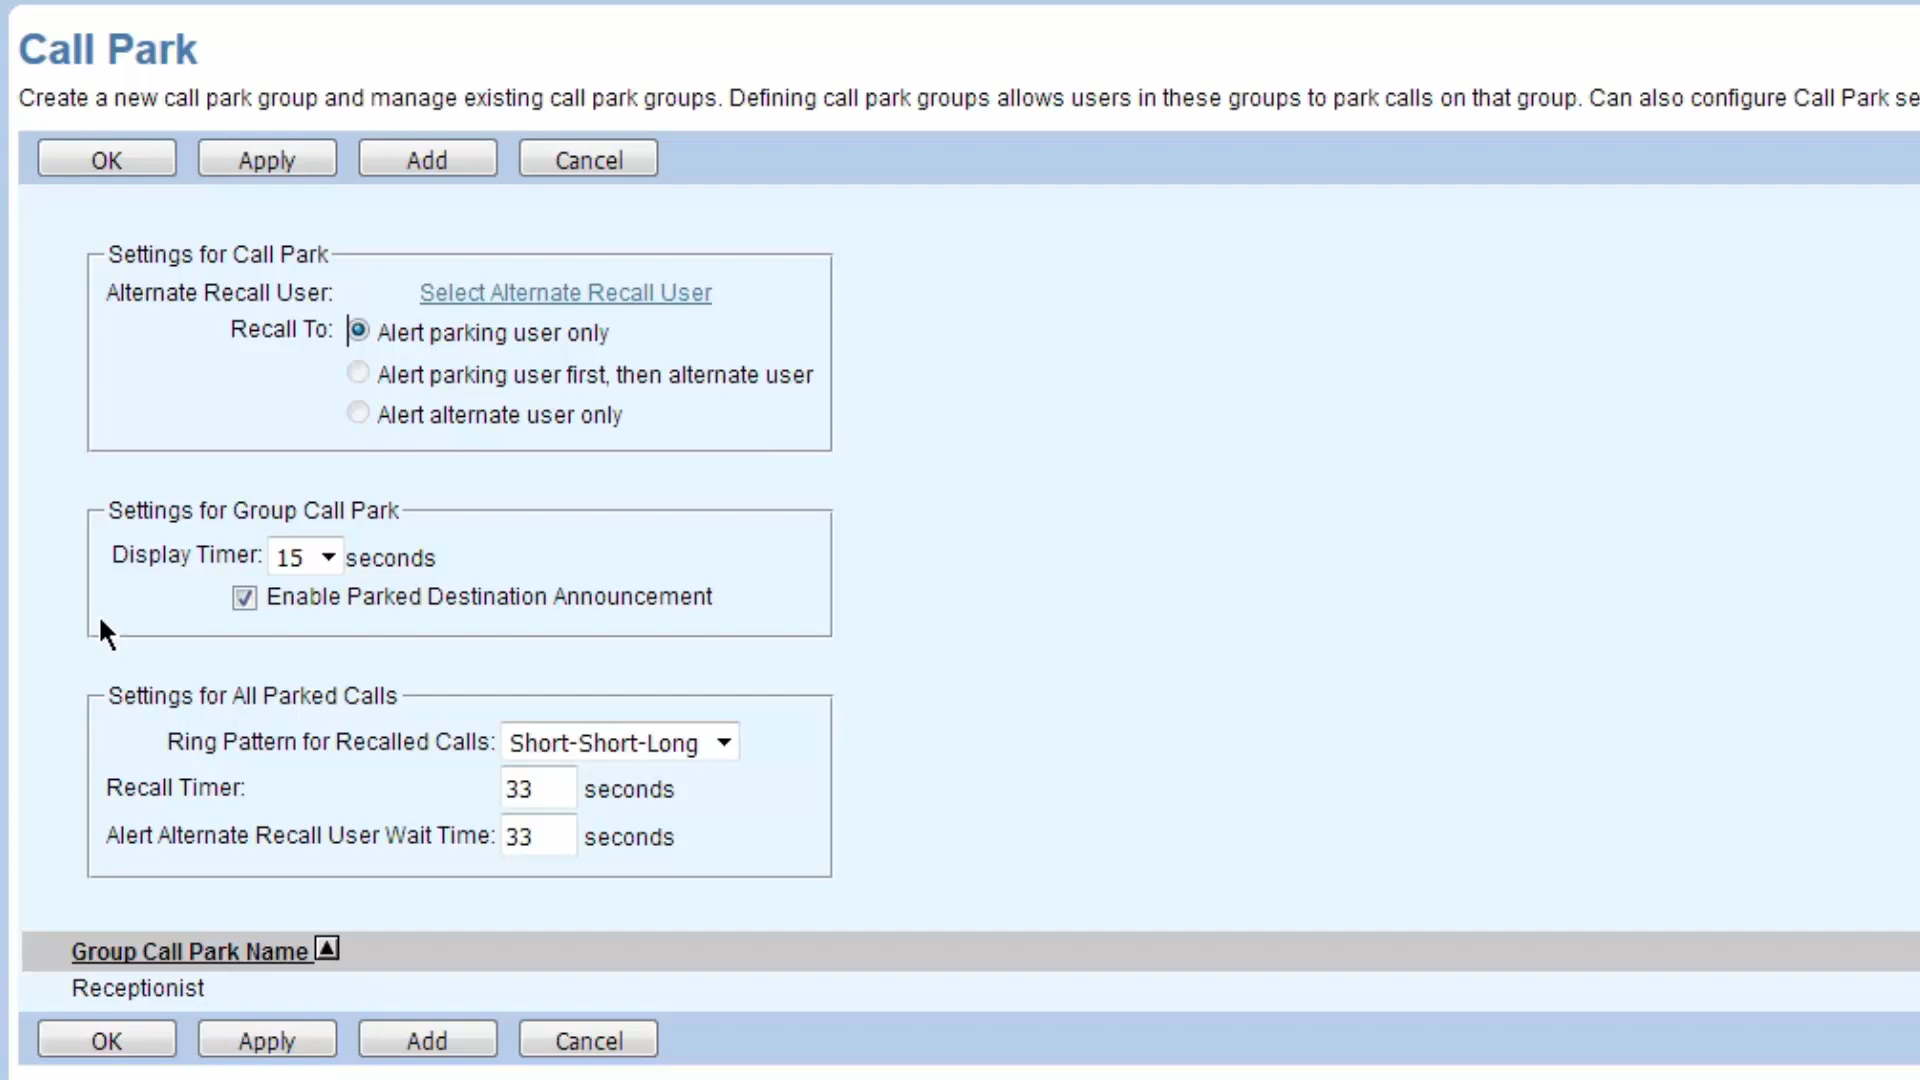 Call Park
Create a new call park group and manage existing call park groups. Defining call park groups allows users in these groups to park calls on that group. Can also configure Call Park se
OK Apply Add Cancel
Settings for Call Park
Alternate Recall User: Select Alternate Recall User
Recall To: Alert parking user only
Alert parking user first, then alternate user
Alert alternate user only
Settings for Group Call Park
Display Timer: 15 seconds
Enable Parked Destination Announcement
Settings for All Parked Calls
Ring Pattern for Recalled Calls: Short-Short-Long
Recall Timer: 33 seconds
Alert Alternate Recall User Wait Time: 33 seconds
Group Call Park Name
Receptionist
OK Apply Add Cancel